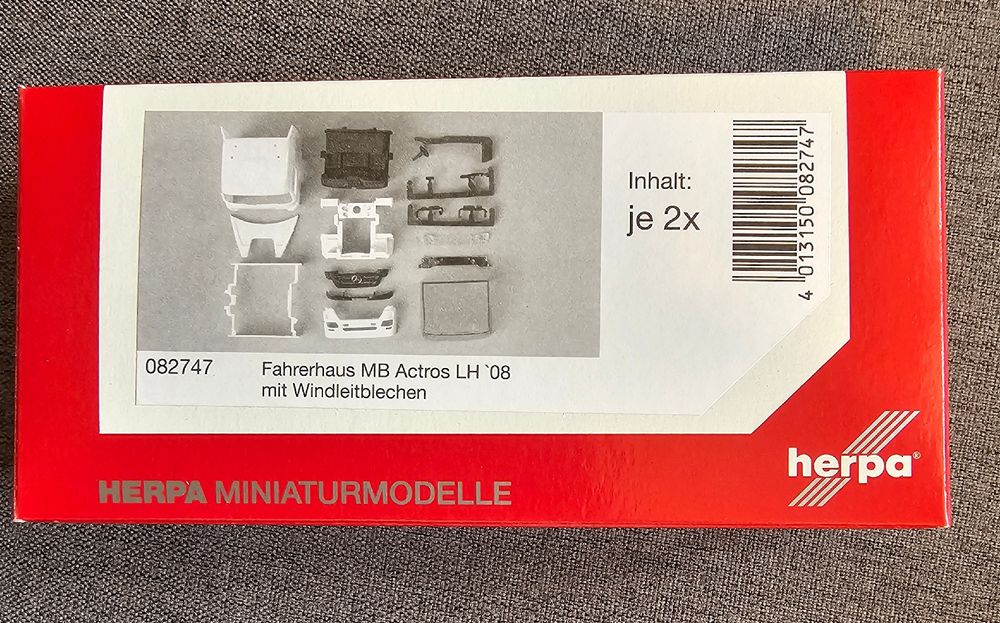 Inhalt:
je 2x
4 013150 082747
082747
Fahrerhaus MB Actros LH `08
mit Windleitblechen
herpa®
HERPA MINIATURMODELLE